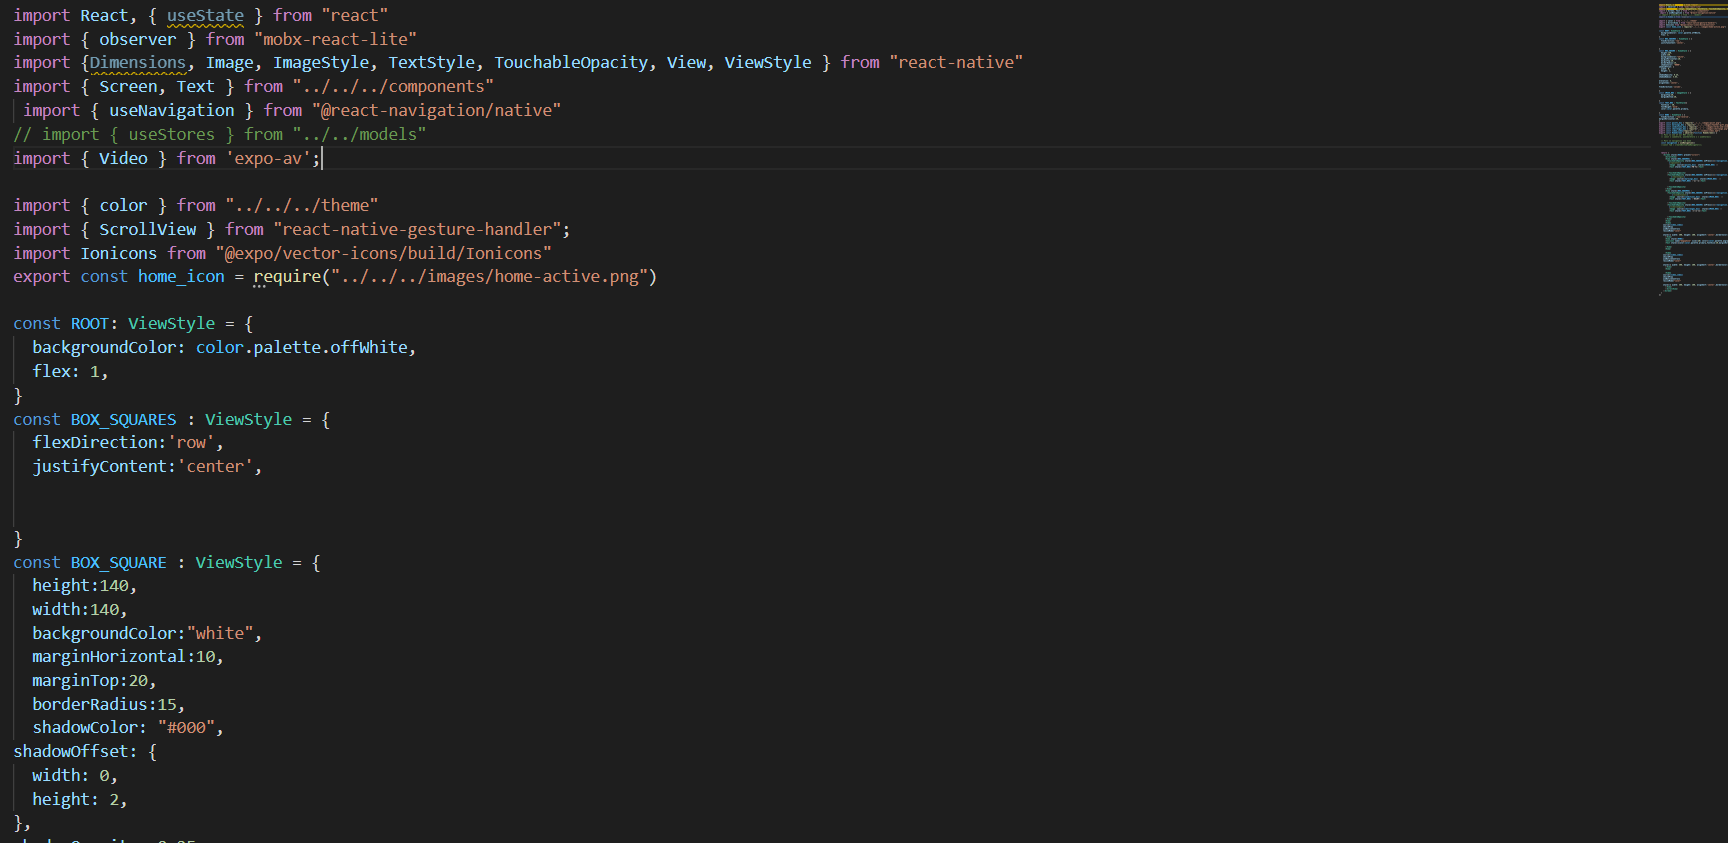 import React, { useState } from "react"
import { observer } from "mobx-react-lite"
import {Dimensions, Image, ImageStyle, TextStyle, TouchableOpacity, View, ViewStyle } from "react-native"
import { Screen, Text } from "../../../components"
import { useNavigation } from "@react-navigation/native"
// import { useStores } from "../../models"
import { Video } from 'expo-av';
import { color } from "../../../theme"
import { ScrollView } from "react-native-gesture-handler";
import Ionicons from "@expo/vector-icons/build/Ionicons"
export const home_icon = require("../../../images/home-active.png")
const ROOT: ViewStyle = {
backgroundColor: color.palette.offWhite,
flex: 1,
}
const BOX_SQUARES : ViewStyle = {
flexDirection:'row',
justifyContent:'center',
}
const BOX_SQUARE : ViewStyle = {
height:140,
width:140,
backgroundColor:"white",
marginHorizontal:10,
marginTop:20,
borderRadius:15,
shadowColor: "#000",
shadowOffset: {
width: 0,
height: 2,
},